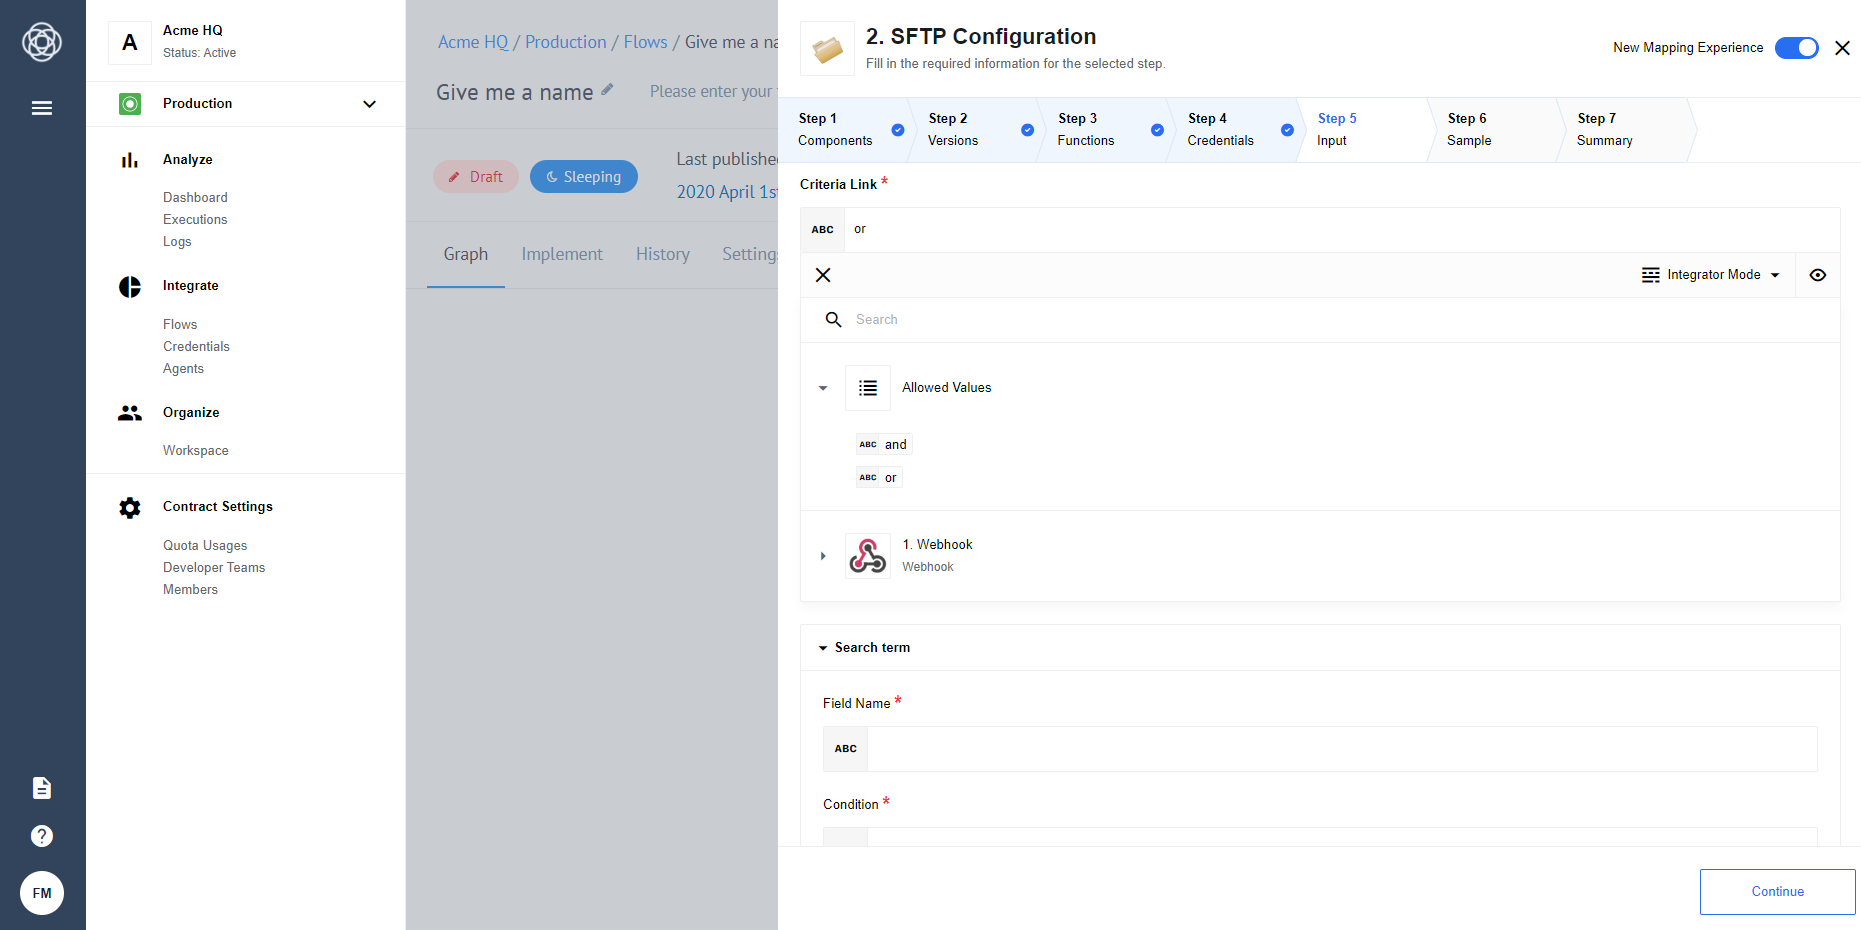 A
Acme HQ
Status: Active
Production
Analyze
Dashboard
Executions
Logs
Integrate
Flows
Credentials
Agents
Organize
Workspace
Contract Settings
Quota Usages
Developer Teams
Members
FM
Acme HQ / Production / Flows / Give me a na
Give me a name
Please enter your
Draft
Sleeping
Last published
2020 April 1st
Graph
Implement
History
Settings
2. SFTP Configuration
Fill in the required information for the selected step.
New Mapping Experience
Step 1
Components
Step 2
Versions
Step 3
Functions
Step 4
Credentials
Step 5
Input
Step 6
Sample
Step 7
Summary
Criteria Link *
ABC or
Integrator Mode
Search
Allowed Values
ABC and
ABC or
1. Webhook
Webhook
Search term
Field Name *
ABC
Condition *
Continue